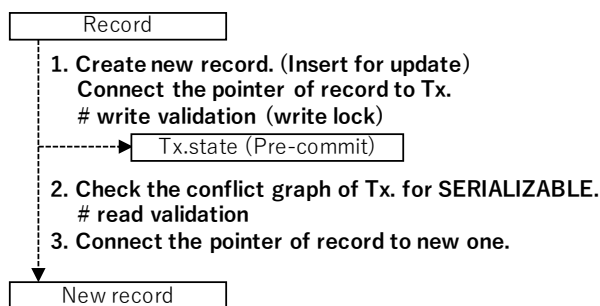 Record
1. Create new record. (Insert for update)
Connect the pointer of record to Tx.
# write validation (write lock)
Tx.state (Pre-commit)
2. Check the conflict graph of Tx. for SERIALIZABLE.
# read validation
3. Connect the pointer of record to new one.
New record